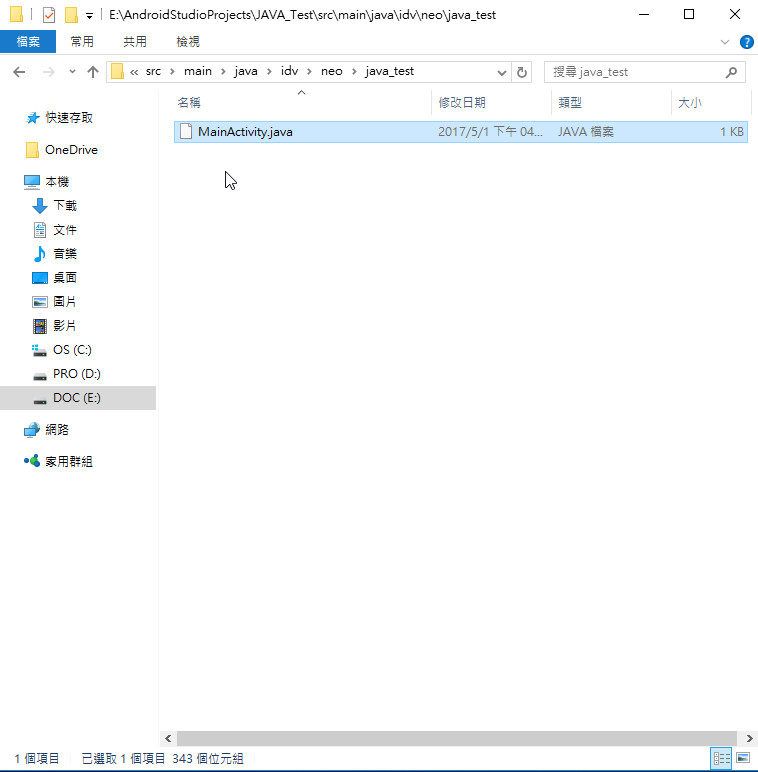 E:\AndroidStudioProjects\JAVA_Test\src\main\java\idv\neo\java_test
檔案 常用 共用 檢視
src main java idv neo java_test 搜尋 java_test
名稱 修改日期 類型 大小
MainActivity.java 2017/5/1 下午 04... JAVA 檔案 1 KB
快速存取
OneDrive
本機
下載
文件
音樂
桌面
圖片
影片
OS (C:)
PRO (D:)
DOC (E:)
網路
家用群組
1 個項目 已選取 1 個項目 343 個位元組